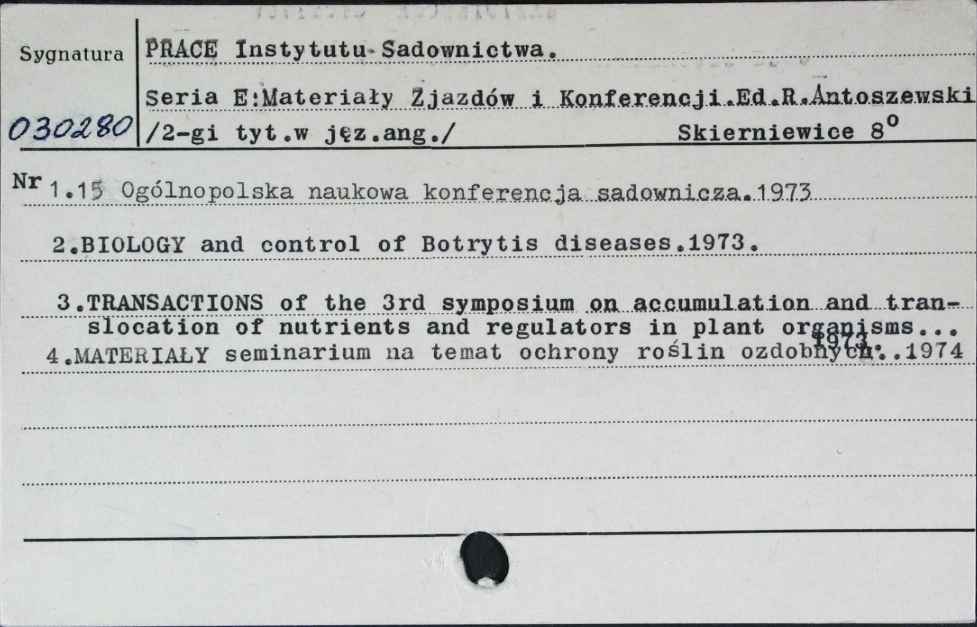 Sygnatura
PRACE Instytutu Sadownictwa.
Seria E:Materiały Zjazdów i Konferencji.Ed.R.Antoszewski
030280
/2-gi tyt.w jęz.ang./ Skierniewice 8°
Nr 1.15 Ogólnopolska naukowa konferencja sadownicza.1973
2.BIOLOGY and control of Botrytis diseases.1973.
3.TRANSACTIONS of the 3rd symposium on accumulation and tran-
slocation of nutrients and regulators in plant organisms...
1973.
4.MATERIAŁY seminarium na temat ochrony roślin ozdobnych...1974